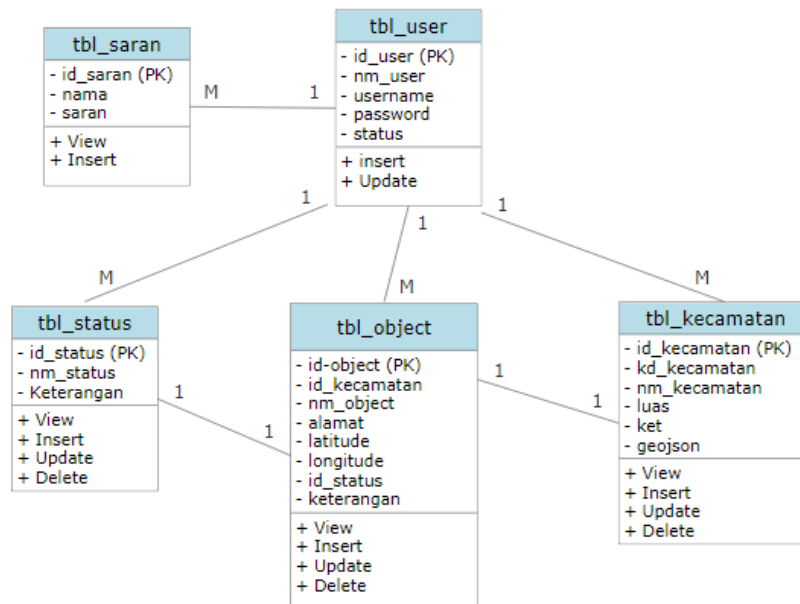 tbl_saran
- id_saran (PK)
- nama
- saran
+ View
+ Insert
M
1
tbl_user
- id_user (PK)
- nm_user
- username
- password
- status
+ insert
+ Update
1
1
1
M
M
M
tbl_status
- id_status (PK)
- nm_status
- Keterangan
+ View
+ Insert
+ Update
+ Delete
1
1
tbl_object
- id-object (PK)
- id_kecamatan
- nm_object
- alamat
- latitude
- longitude
- id_status
- keterangan
+ View
+ Insert
+ Update
+ Delete
1
1
tbl_kecamatan
- id_kecamatan (PK)
- kd_kecamatan
- nm_kecamatan
- luas
- ket
- geojson
+ View
+ Insert
+ Update
+ Delete